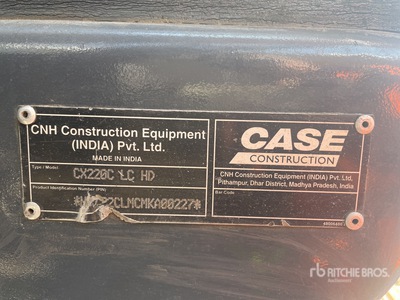 CNH Construction Equipment
(INDIA) Pvt. Ltd.
MADE IN INDIA
Type / Model:
CX220C LC HD
Product Identification Number (PIN)
CASE
CONSTRUCTION
CNH Construction Equipment (INDIA) Pvt. Ltd.
Pithampur, Dhar District, Madhya Pradesh, India
Bar Code
rb RITCHIE BROS.